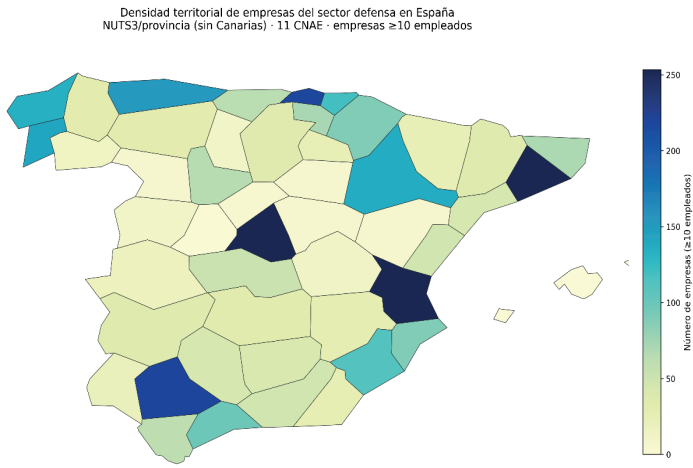 Densidad territorial de empresas del sector defensa en España
NUTS3/provincia (sin Canarias) · 11 CNAE · empresas ≥10 empleados
250
200
150
100
50
0
Número de empresas (≥10 empleados)